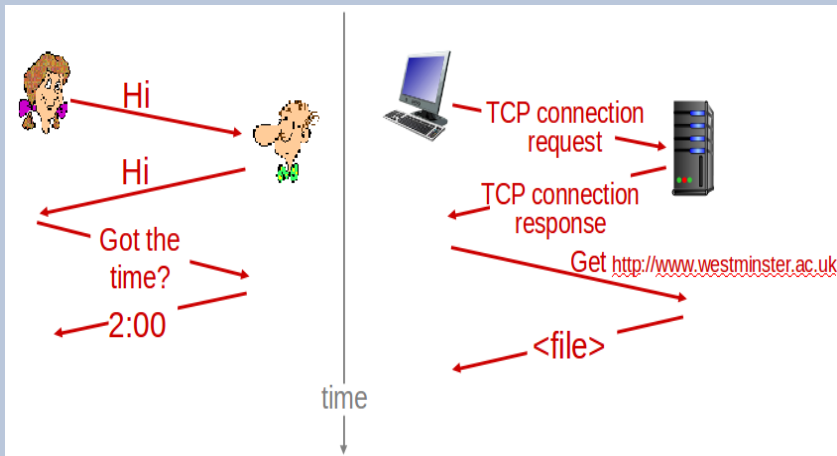 Hi
Hi
Got the
time?
2:00
time
TCP connection
request
TCP connection
response
Get http://www.westminster.ac.uk
<file>